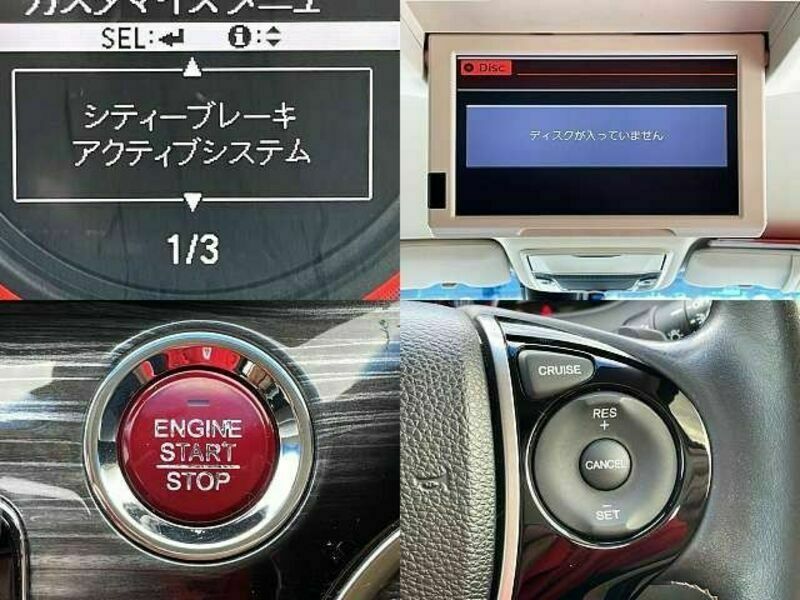 カスタマイズメニュー
SEL:
i:
シティーブレーキ
アクティブシステム
1/3
Disc
ディスクが入っていません
ENGINE
START
STOP
CRUISE
RES
+
CANCEL
−
SET